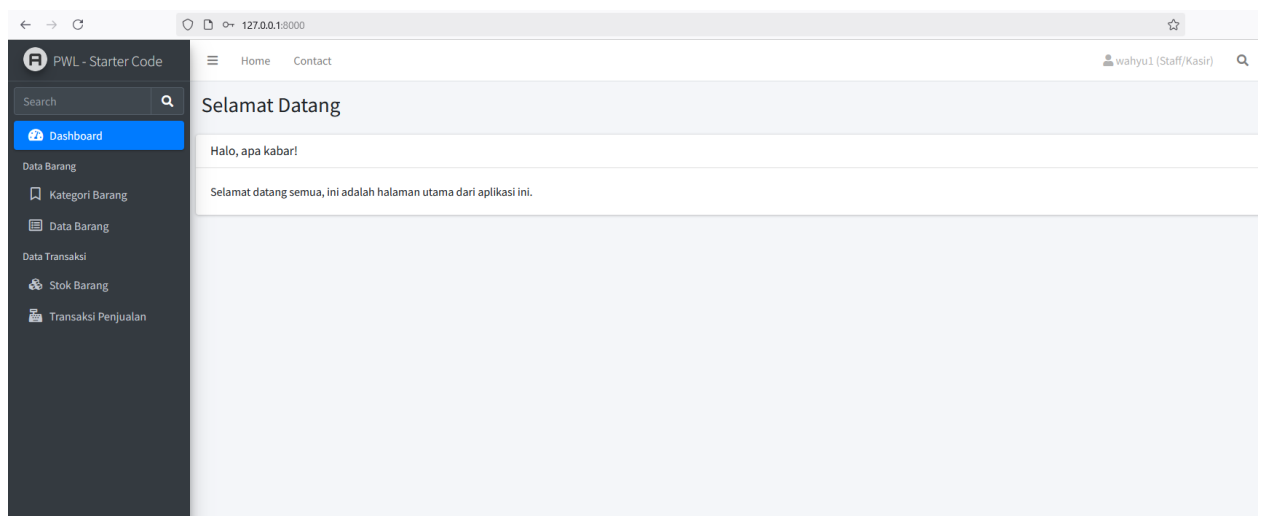 127.0.0.1:8000
PWL - Starter Code
Home Contact
wahyu1 (Staff/Kasir)
Search
Dashboard
Data Barang
Kategori Barang
Data Barang
Data Transaksi
Stok Barang
Transaksi Penjualan
Selamat Datang
Halo, apa kabar!
Selamat datang semua, ini adalah halaman utama dari aplikasi ini.